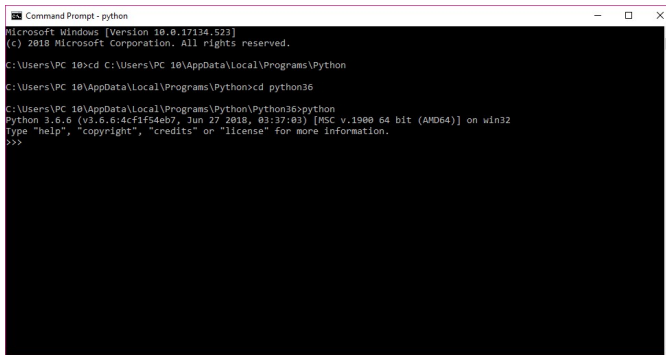 Command Prompt - python
Microsoft Windows [Version 10.0.17134.523]
(c) 2018 Microsoft Corporation. All rights reserved.
C:\Users\PC 10>cd C:\Users\PC 10\AppData\Local\Programs\Python
C:\Users\PC 10\AppData\Local\Programs\Python>cd python36
C:\Users\PC 10\AppData\Local\Programs\Python\Python36>python
Python 3.6.6 (v3.6.6:4cf1f54eb7, Jun 27 2018, 03:37:03) [MSC v.1900 64 bit (AMD64)] on win32
Type "help", "copyright", "credits" or "license" for more information.
>>>